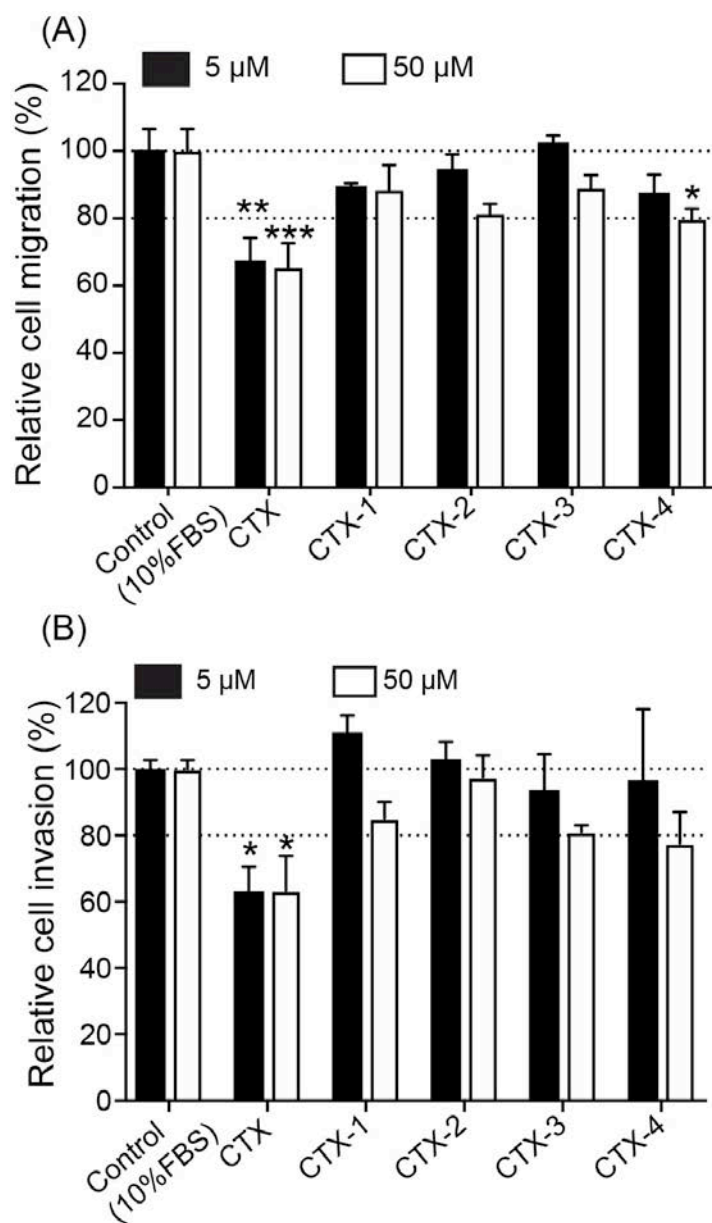 (A)
5 µM
50 µM
Relative cell migration (%)
120
100
80
60
40
20
0
**
***
*
Control
(10%FBS)
CTX
CTX-1
CTX-2
CTX-3
CTX-4
(B)
5 µM
50 µM
Relative cell invasion (%)
120
100
80
60
40
20
0
*
*
Control
(10%FBS)
CTX
CTX-1
CTX-2
CTX-3
CTX-4